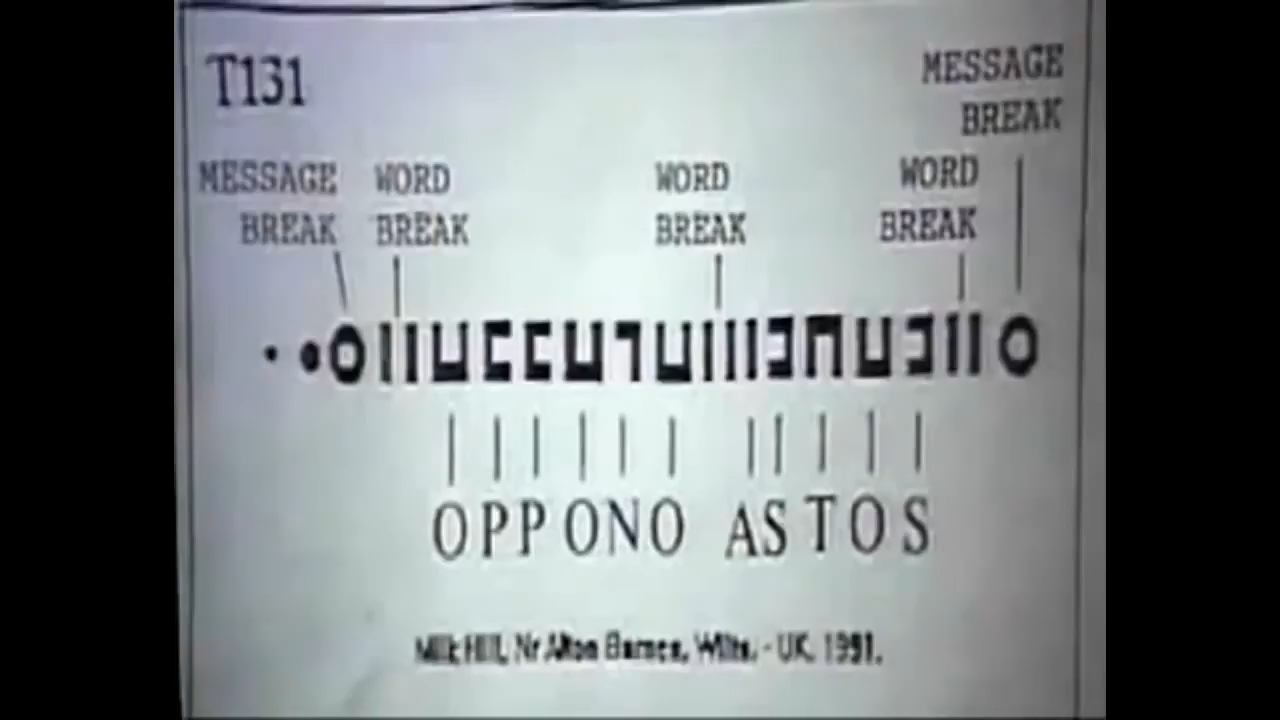 T131
MESSAGE
BREAK
MESSAGE
BREAK
WORD
BREAK
WORD
BREAK
WORD
BREAK
OPPONO ASTOS
Milk Hill, Nr Alton Barnes, Wilts. - UK. 1991.